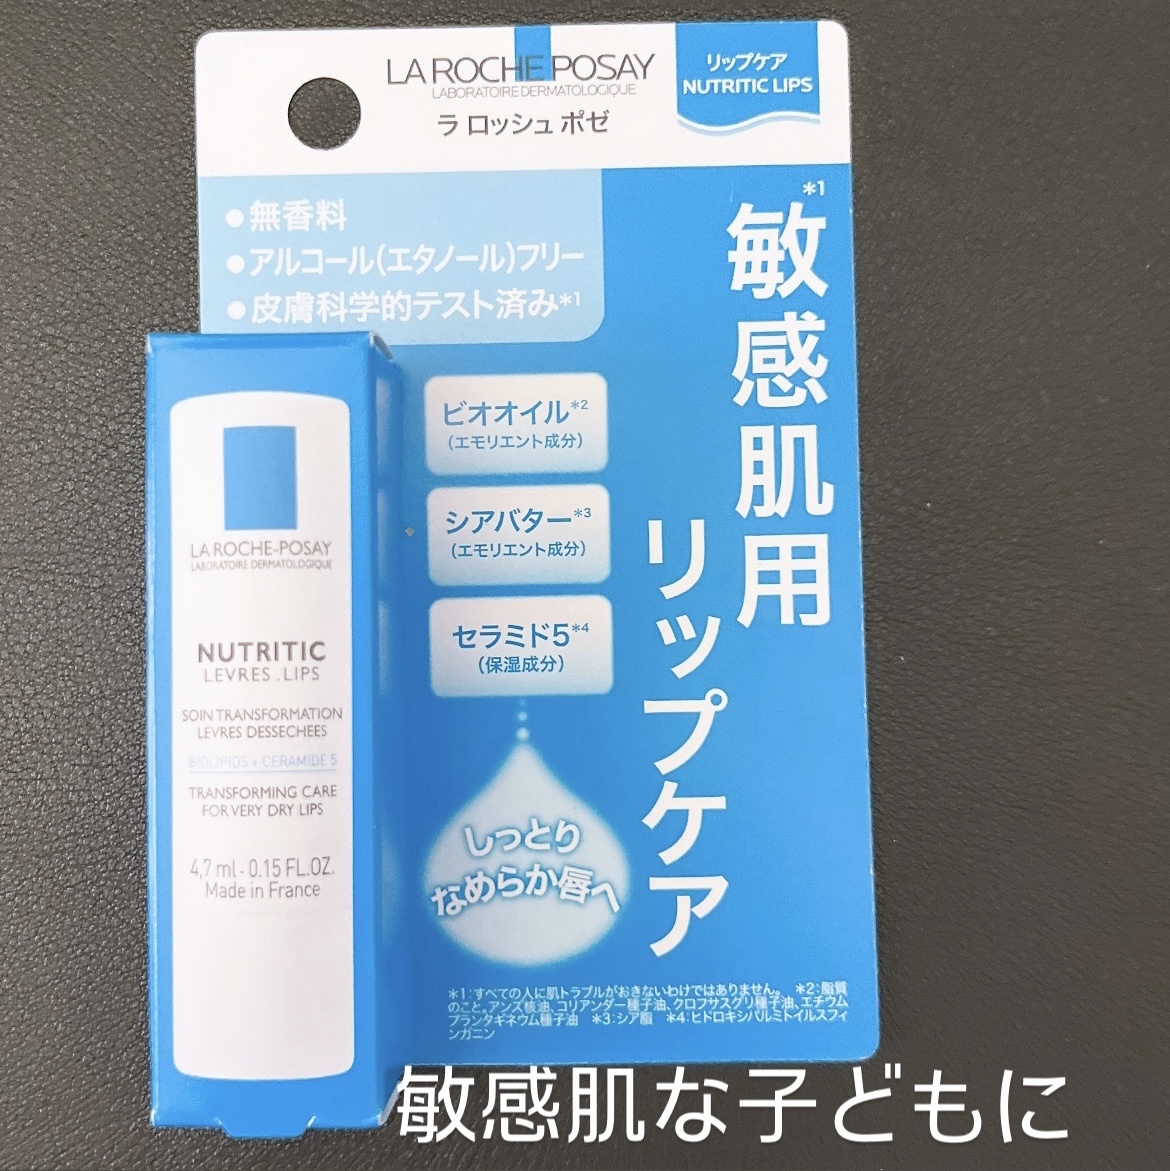 LA ROCHE-POSAY
LABORATOIRE DERMATOLOGIQUE
ラ ロッシュ ポゼ
リップケア
NUTRITIC LIPS
●無香料
●アルコール(エタノール)フリー
●皮膚科学的テスト済み*1
*1
敏感肌用
リップケア
ビオオイル*2
(エモリエント成分)
シアバター*3
(エモリエント成分)
セラミド5*4
(保湿成分)
しっとり
なめらか唇へ
*1:すべての人に肌トラブルがおきないわけではありません。 *2:脂質
のこと。アンズ核油、コリアンダー種子油、クロフサスグリ種子油、エチウム
プランタギネウム種子油 *3:シア脂 *4:ヒドロキシパルミトイルスフィ
ンガニン
LA ROCHE-POSAY
LABORATOIRE DERMATOLOGIQUE
NUTRITIC
LEVRES . LIPS
SOIN TRANSFORMATION
LEVRES DESSECHEES
BIOLIPIDS + CERAMIDE 5
TRANSFORMING CARE
FOR VERY DRY LIPS
4,7 ml - 0.15 FL.OZ.
Made in France
敏感肌な子どもに